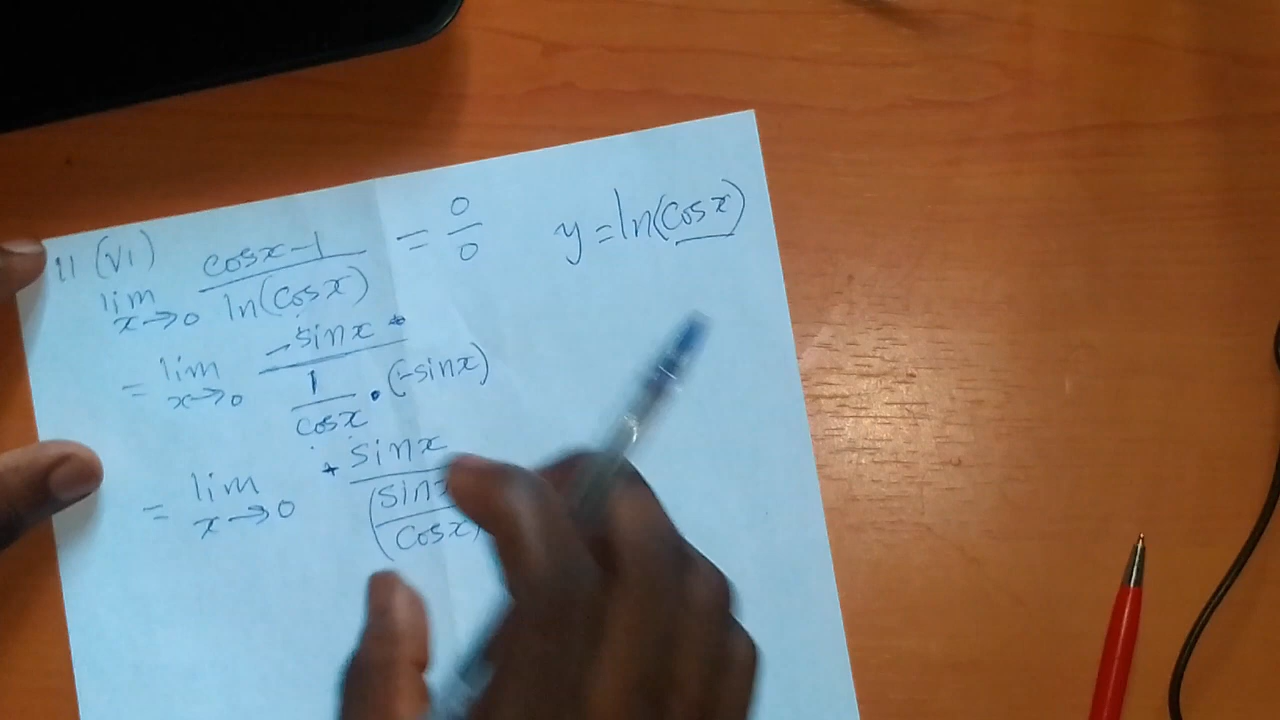 11 (VI)
lim x→0 (cosx-1)/(ln(cosx)) = 0/0
y = ln(cosx)
= lim x→0 (-sinx)/((1/cosx) · (-sinx))
= lim x→0 + sinx/(sinx/cosx)